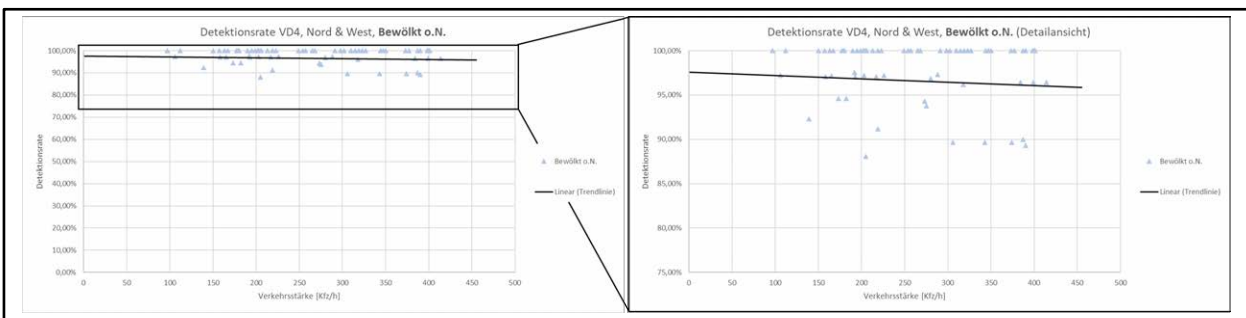 Detektionsrate VD4, Nord & West, Bewölkt o.N.
100,00%
90,00%
80,00%
70,00%
60,00%
50,00%
40,00%
30,00%
20,00%
10,00%
0,00%
Detektionsrate
0 50 100 150 200 250 300 350 400 450 500
Verkehrsstärke [Kfz/h]
Bewölkt o.N.
Linear (Trendlinie)
Detektionsrate VD4, Nord & West, Bewölkt o.N. (Detailansicht)
100,00%
95,00%
90,00%
85,00%
80,00%
75,00%
Detektionsrate
0 50 100 150 200 250 300 350 400 450 500
Verkehrsstärke [Kfz/h]
Bewölkt o.N.
Linear (Trendlinie)